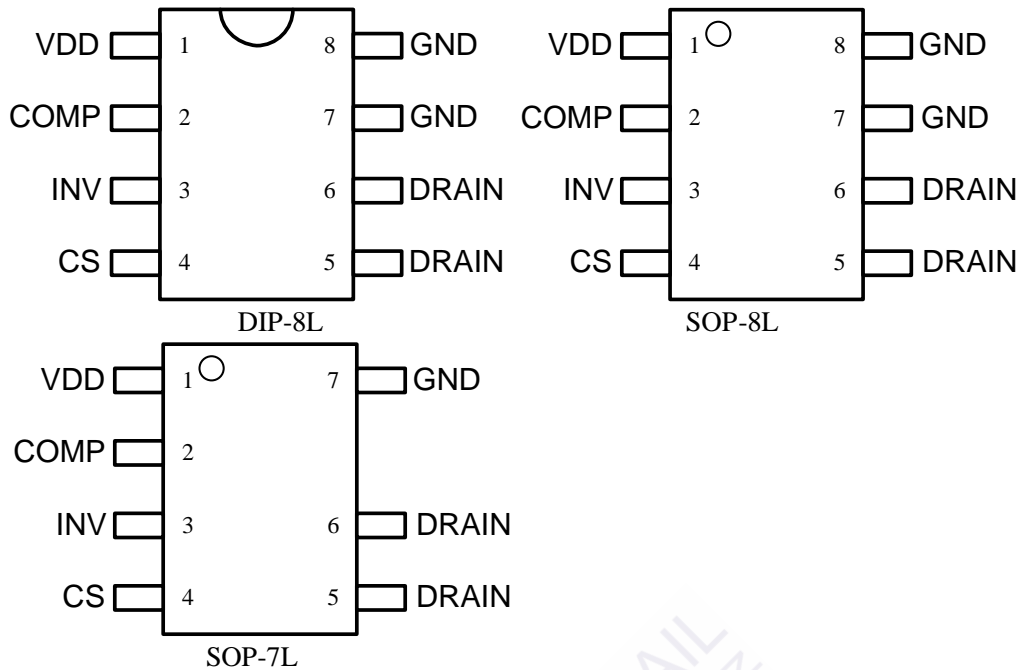 VDD 1 8 GND
COMP 2 7 GND
INV 3 6 DRAIN
CS 4 5 DRAIN
DIP-8L
VDD 1 8 GND
COMP 2 7 GND
INV 3 6 DRAIN
CS 4 5 DRAIN
SOP-8L
VDD 1 7 GND
COMP 2
INV 3 6 DRAIN
CS 4 5 DRAIN
SOP-7L